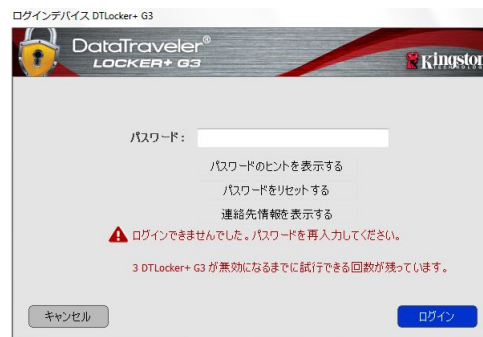 ログインデバイス DTLocker+ G3
DataTraveler®
LOCKER+ G3
Kingston
TECHNOLOGY
パスワード:
パスワードのヒントを表示する
パスワードをリセットする
連絡先情報を表示する
ログインできませんでした。パスワードを再入力してください。
3 DTLocker+ G3 が無効になるまでに試行できる回数が残っています。
キャンセル
ログイン